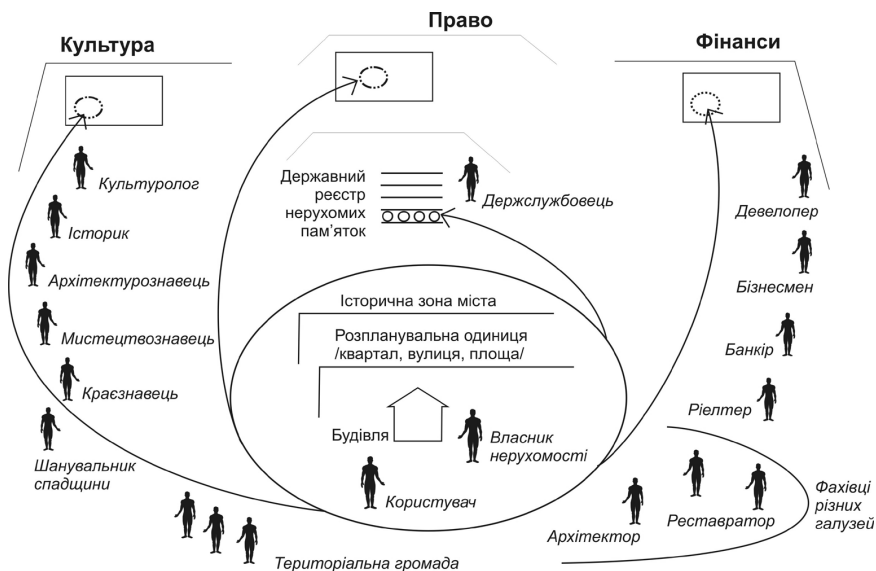 Культура
Право
Фінанси
Культуролог
Історик
Архітектурознавець
Мистецтвознавець
Краєзнавець
Шанувальник
спадщини
Державний
реєстр
нерухомих
пам'яток
Держслужбовець
Історична зона міста
Розпланувальна одиниця
/квартал, вулиця, площа/
Будівля
Власник
нерухомості
Користувач
Територіальна громада
Девелопер
Бізнесмен
Банкір
Ріелтер
Архітектор
Реставратор
Фахівці
різних
галузей